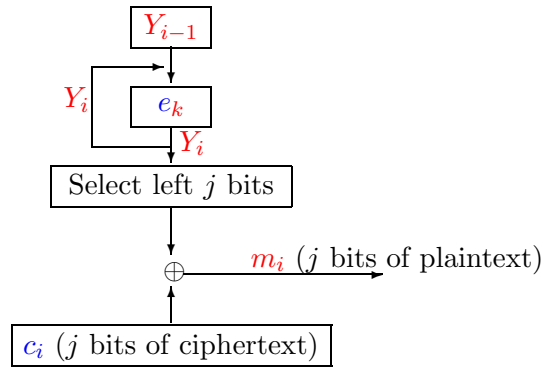 Y_{i−1}
Y_i
e_k
Y_i
Select left j bits
⊕
m_i (j bits of plaintext)
c_i (j bits of ciphertext)